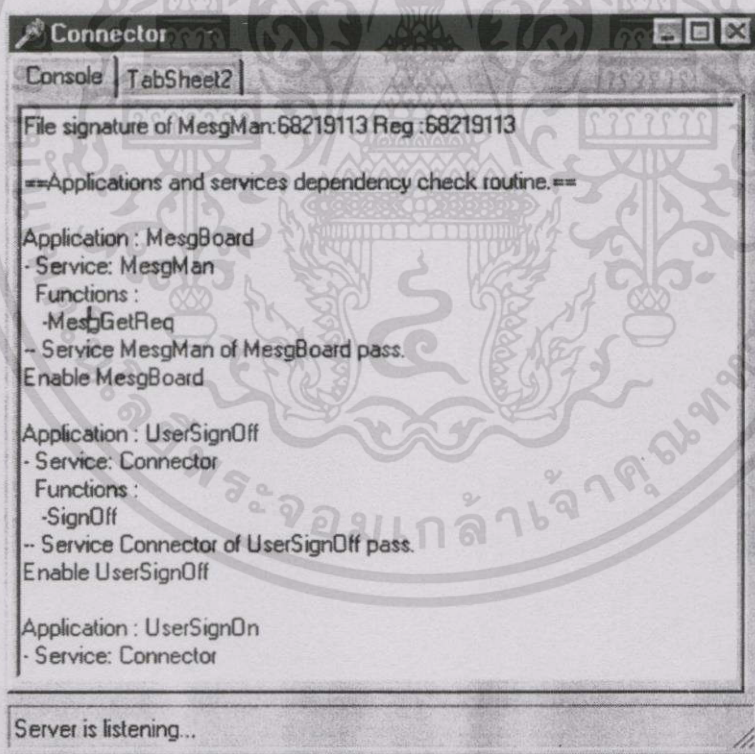 Connector
Console TabSheet2
File signature of MesgMan:68219113 Reg :68219113
==Applications and services dependency check routine.==
Application : MesgBoard
- Service: MesgMan
Functions :
-MesgGetReq
-- Service MesgMan of MesgBoard pass.
Enable MesgBoard
Application : UserSignOff
- Service: Connector
Functions :
-SignOff
-- Service Connector of UserSignOff pass.
Enable UserSignOff
Application : UserSignOn
- Service: Connector
Server is listening...